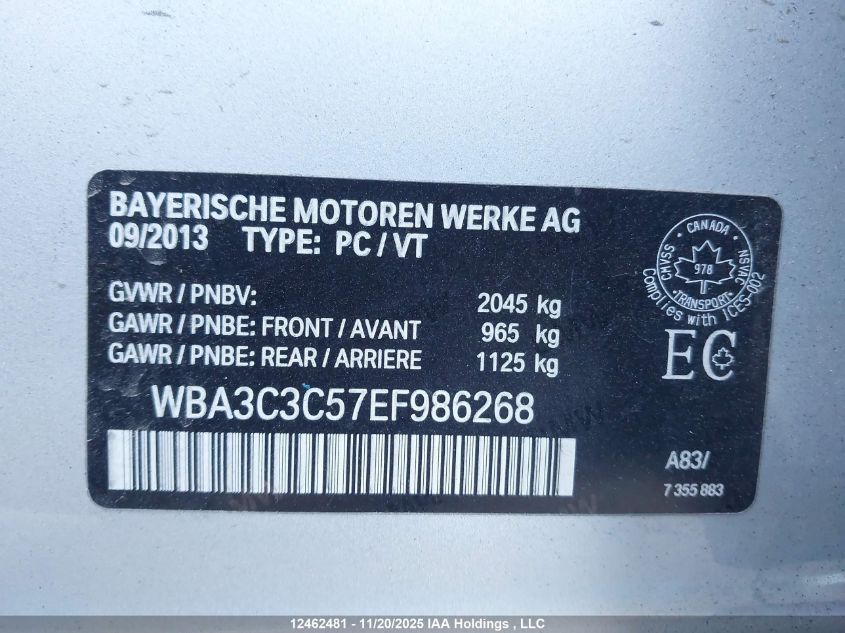 BAYERISCHE MOTOREN WERKE AG
09/2013 TYPE: PC / VT
GVWR / PNBV: 2045 kg
GAWR / PNBE: FRONT / AVANT 965 kg
GAWR / PNBE: REAR / ARRIERE 1125 kg
WBA3C3C57EF986268
CANADA
CMVSS
NSVAC
978
TRANSPORT
Complies with ICES-002
EC
A83/
7 355 883
12462481 - 11/20/2025 IAA Holdings , LLC